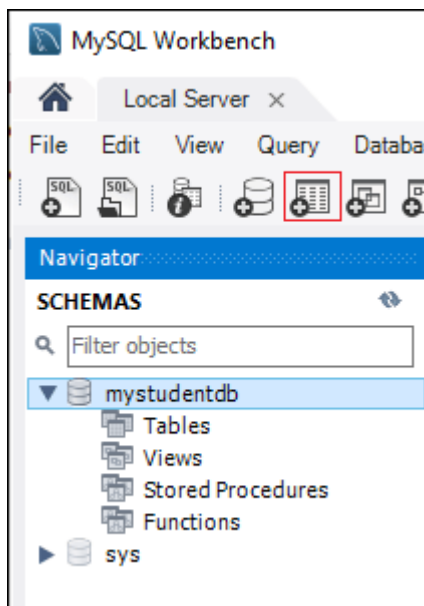 MySQL Workbench
Local Server ×
File Edit View Query Databa
SQL SQL
Navigator
SCHEMAS
Filter objects
mystudentdb
Tables
Views
Stored Procedures
Functions
sys